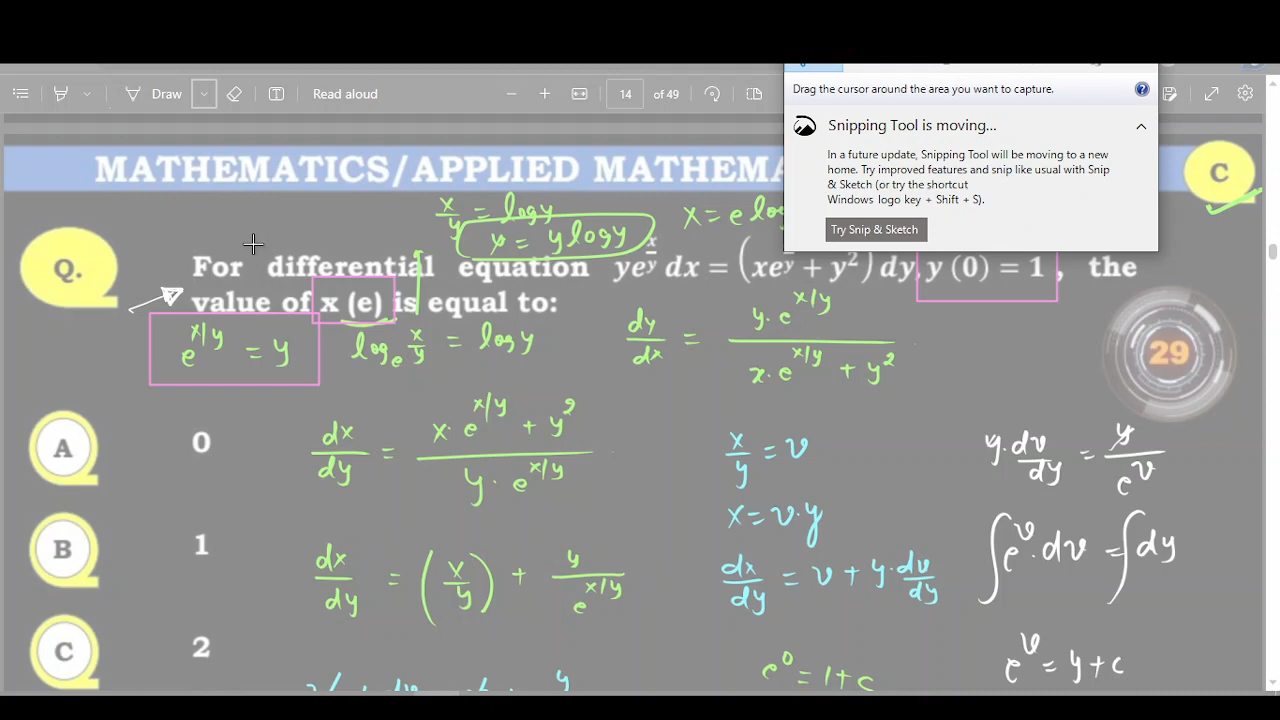 Draw
Read aloud
14 of 49
Drag the cursor around the area you want to capture.
Snipping Tool is moving...
In a future update, Snipping Tool will be moving to a new
home. Try improved features and snip like usual with Snip
& Sketch (or try the shortcut
Windows logo key + Shift + S).
Try Snip & Sketch
MATHEMATICS/APPLIED MATHEMA
C
x/y = log y
x = y log y
x = e log
Q.
For differential equation ye^(x/y) dx = (xe^(x/y) + y²) dy, y (0) = 1 , the
value of x (e) is equal to:
e^(x/y) = y
log_e x/y = log y
dy/dx = y·e^(x/y) / x·e^(x/y) + y²
29
A 0
dx/dy = x·e^(x/y) + y² / y·e^(x/y)
x/y = v
y·dv/dy = y/e^v
x = v·y
B 1
∫e^v·dv = ∫dy
dx/dy = (x/y) + y/e^(x/y)
dx/dy = v + y·dv/dy
C 2
e^0 = 1+c
e^v = y+c